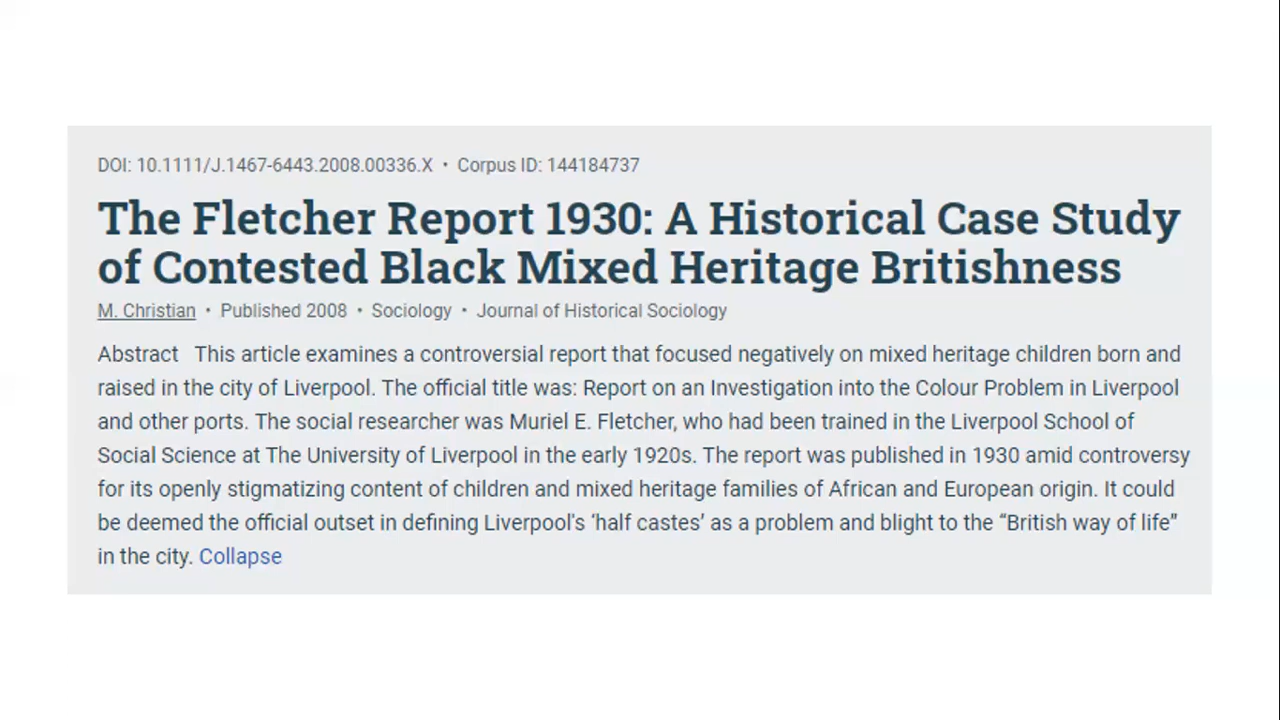 DOI: 10.1111/J.1467-6443.2008.00336.X • Corpus ID: 144184737
The Fletcher Report 1930: A Historical Case Study
of Contested Black Mixed Heritage Britishness
M. Christian • Published 2008 • Sociology • Journal of Historical Sociology
Abstract This article examines a controversial report that focused negatively on mixed heritage children born and
raised in the city of Liverpool. The official title was: Report on an Investigation into the Colour Problem in Liverpool
and other ports. The social researcher was Muriel E. Fletcher, who had been trained in the Liverpool School of
Social Science at The University of Liverpool in the early 1920s. The report was published in 1930 amid controversy
for its openly stigmatizing content of children and mixed heritage families of African and European origin. It could
be deemed the official outset in defining Liverpool's ‘half castes’ as a problem and blight to the “British way of life”
in the city. Collapse